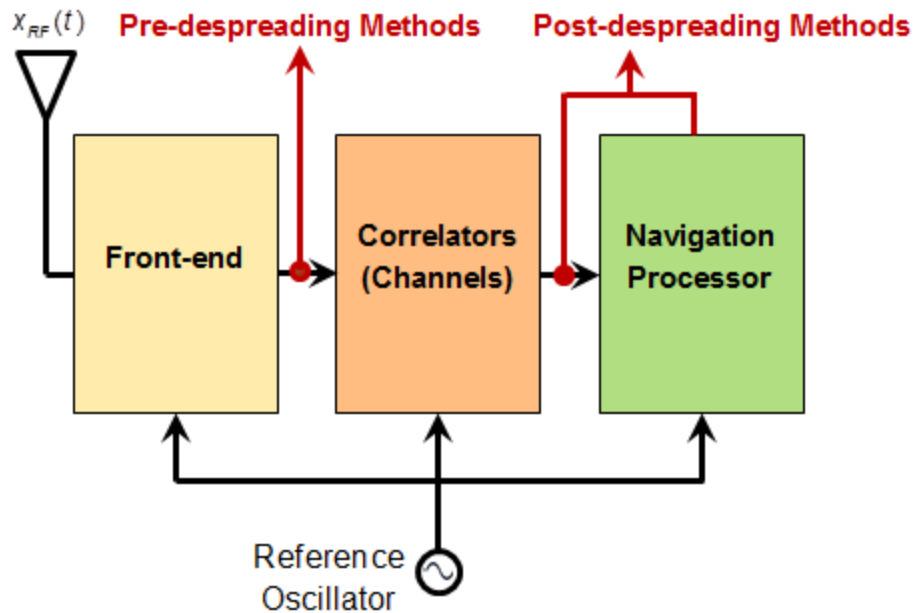 x_RF(t)
Pre-despreading Methods
Post-despreading Methods
Front-end
Correlators
(Channels)
Navigation
Processor
Reference
Oscillator